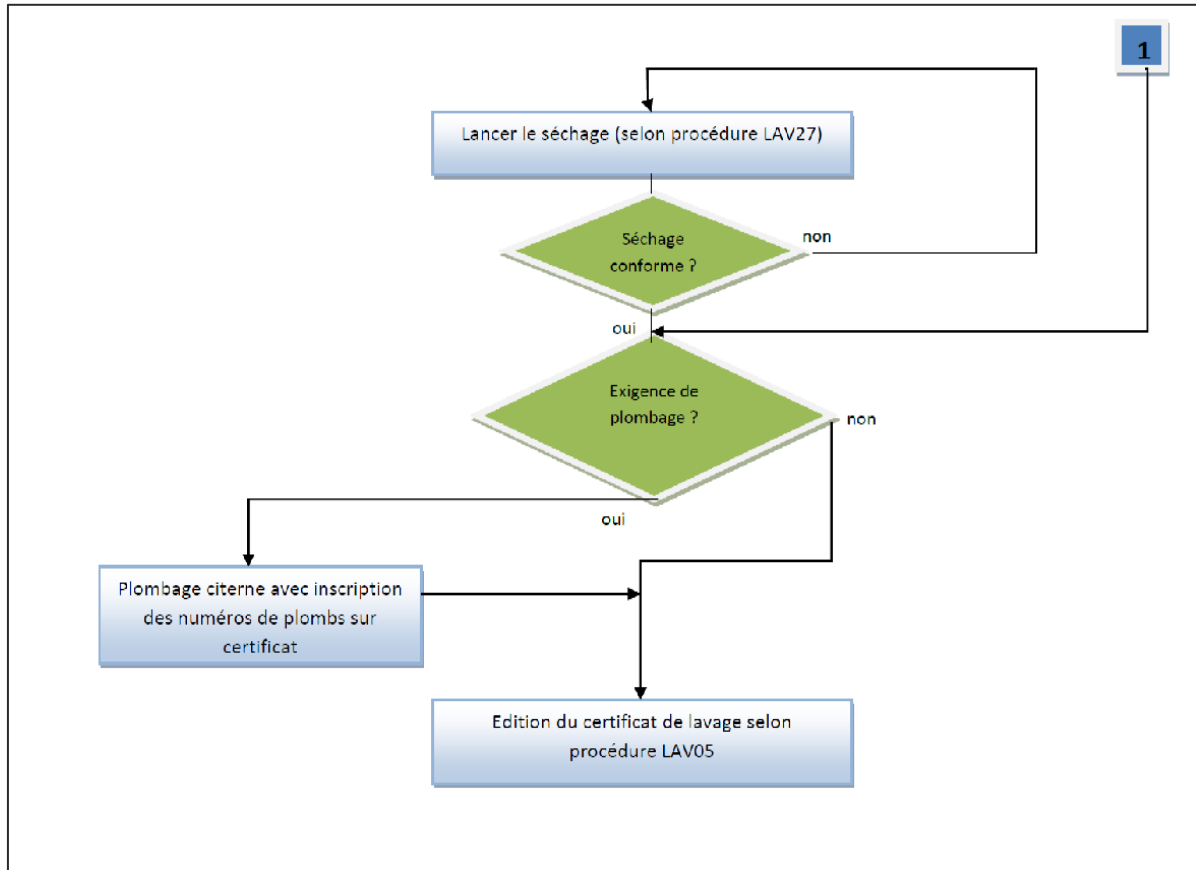 1
Lancer le séchage (selon procédure LAV27)
Séchage
conforme ?
non
oui
Exigence de
plombage ?
non
oui
Plombage citerne avec inscription
des numéros de plombs sur
certificat
Edition du certificat de lavage selon
procédure LAV05